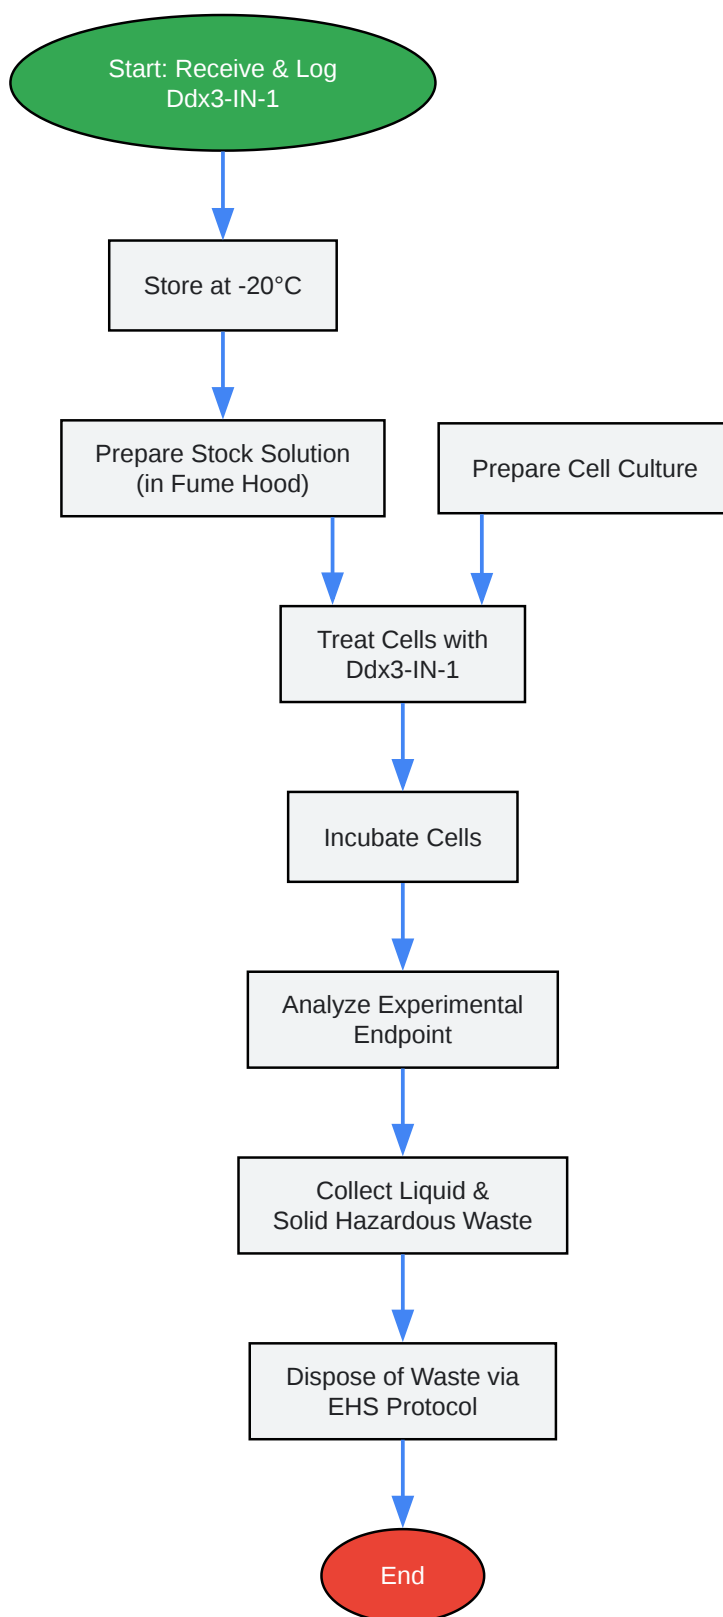 Start: Receive & Log
Ddx3-IN-1
Store at -20°C
Prepare Stock Solution
(in Fume Hood)
Prepare Cell Culture
Treat Cells with
Ddx3-IN-1
Incubate Cells
Analyze Experimental
Endpoint
Collect Liquid &
Solid Hazardous Waste
Dispose of Waste via
EHS Protocol
End